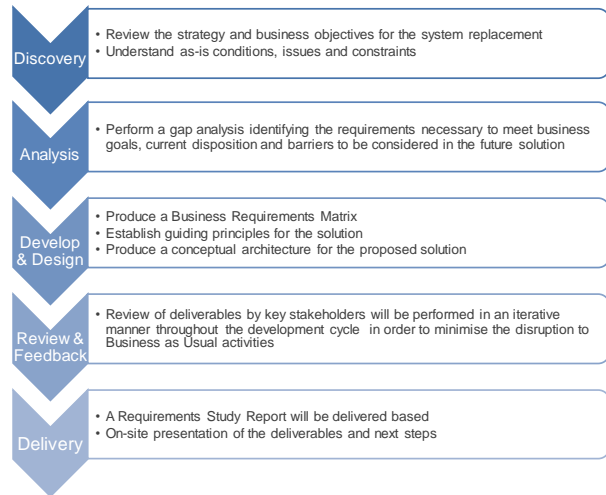 Discovery
• Review the strategy and business objectives for the system replacement
• Understand as-is conditions, issues and constraints
Analysis
• Perform a gap analysis identifying the requirements necessary to meet business
goals, current disposition and barriers to be considered in the future solution
Develop
& Design
• Produce a Business Requirements Matrix
• Establish guiding principles for the solution
• Produce a conceptual architecture for the proposed solution
Review &
Feedback
• Review of deliverables by key stakeholders will be performed in an iterative
manner throughout the development cycle in order to minimise the disruption to
Business as Usual activities
Delivery
• A Requirements Study Report will be delivered based
• On-site presentation of the deliverables and next steps